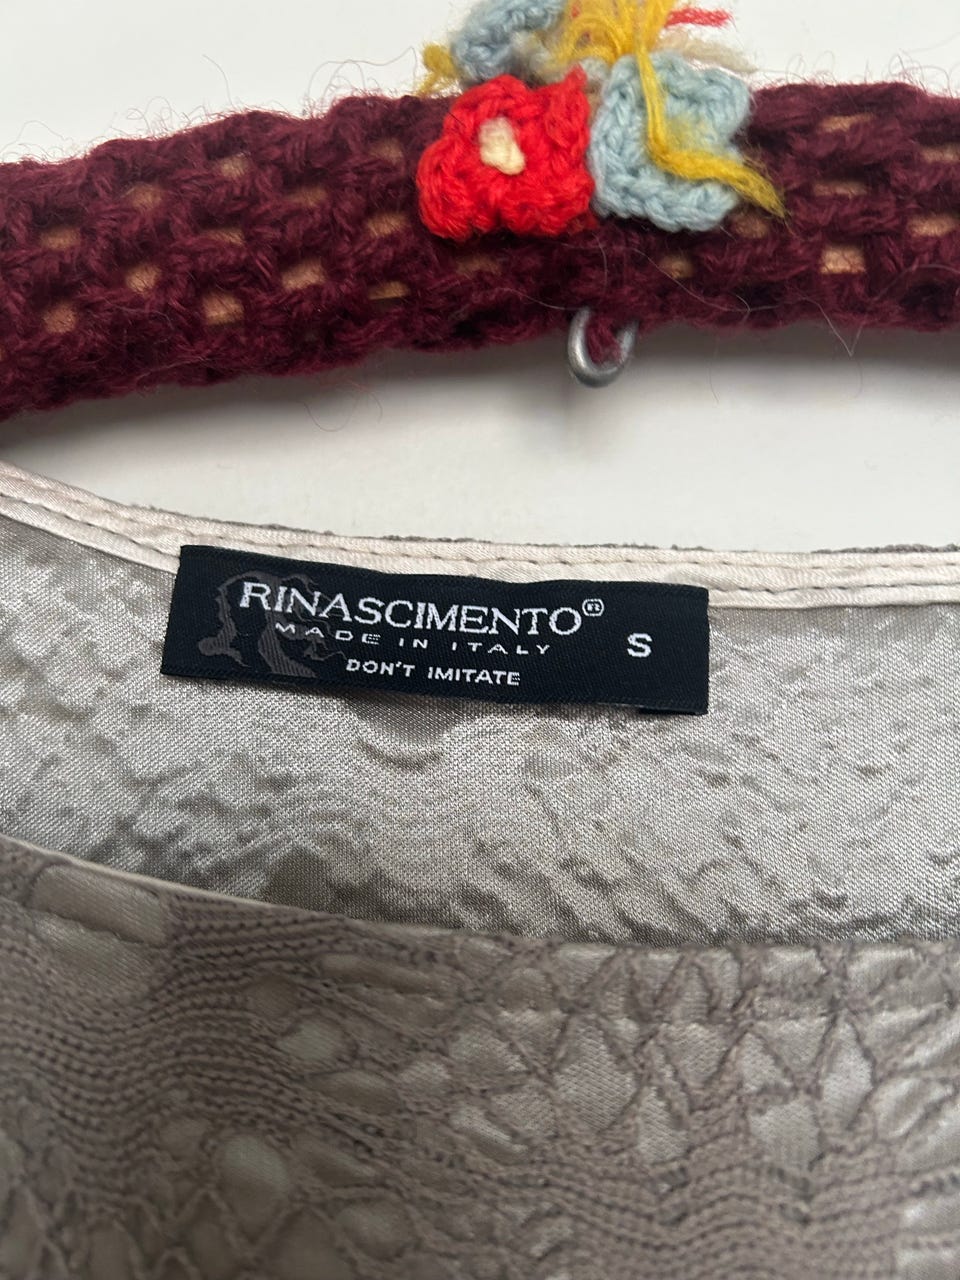 RINASCIMENTO®
MADE IN ITALY
DON'T IMITATE
S